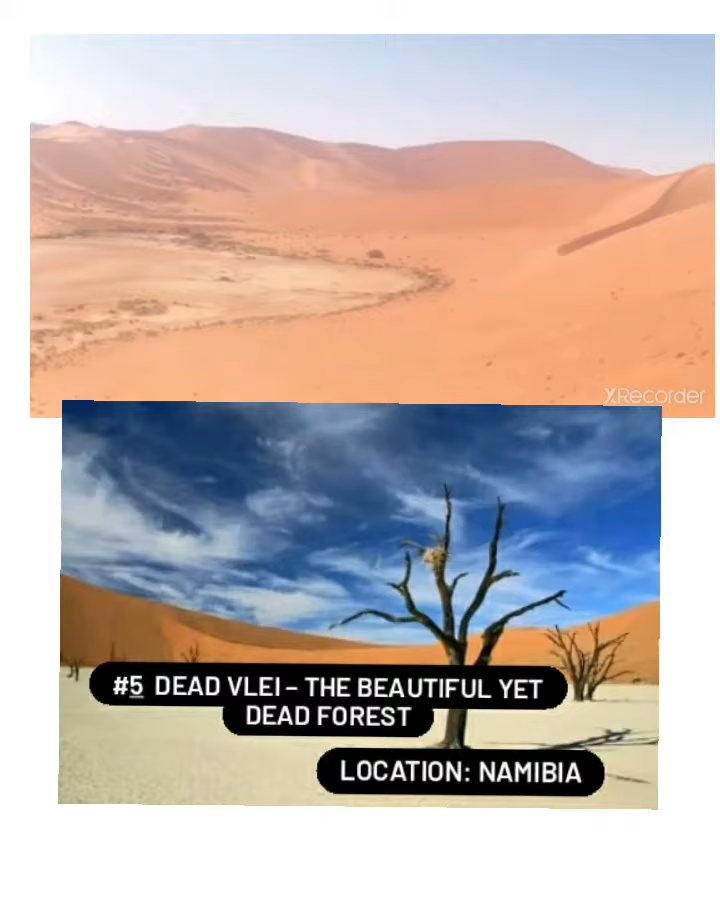 XRecorder
#5 DEAD VLEI – THE BEAUTIFUL YET
DEAD FOREST
LOCATION: NAMIBIA